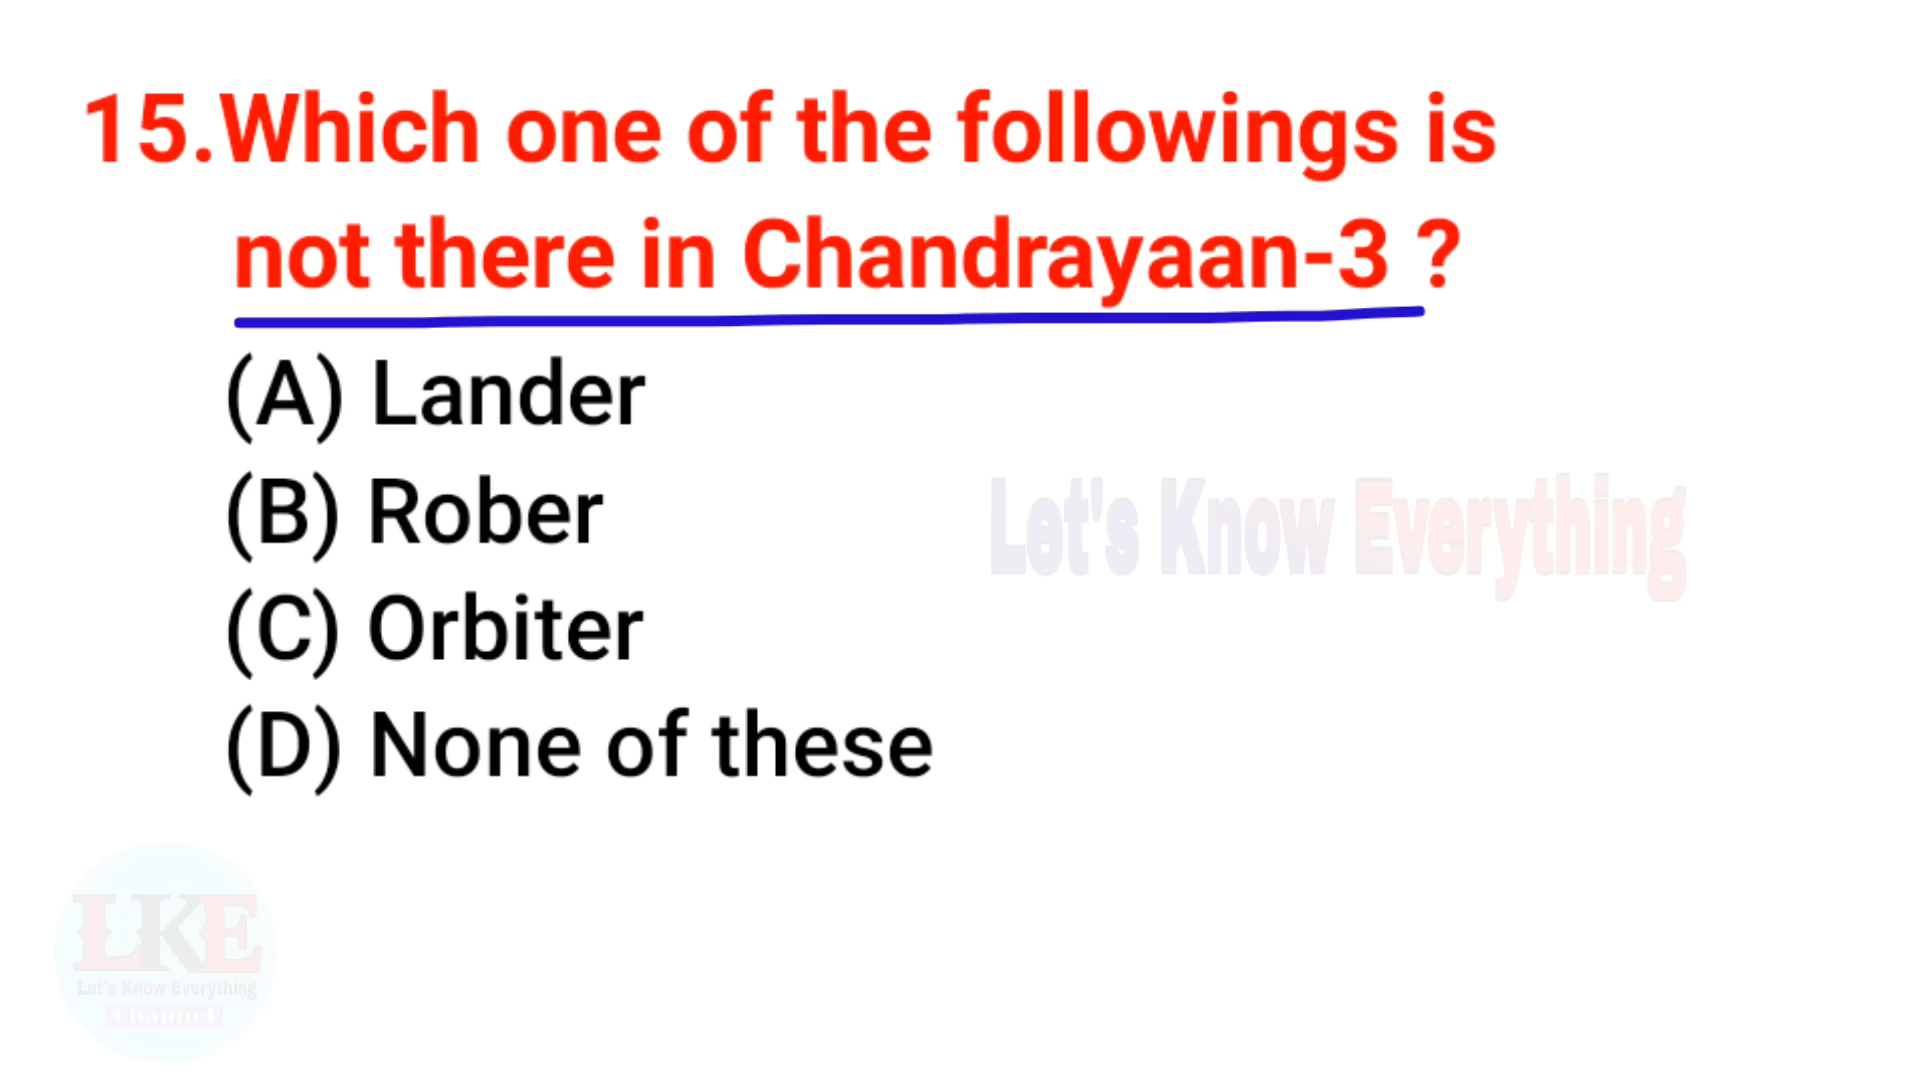 15.Which one of the followings is
not there in Chandrayaan-3 ?
(A) Lander
(B) Rober
(C) Orbiter
(D) None of these
Let's Know Everything
LKE
Let's Know Everything
Channel